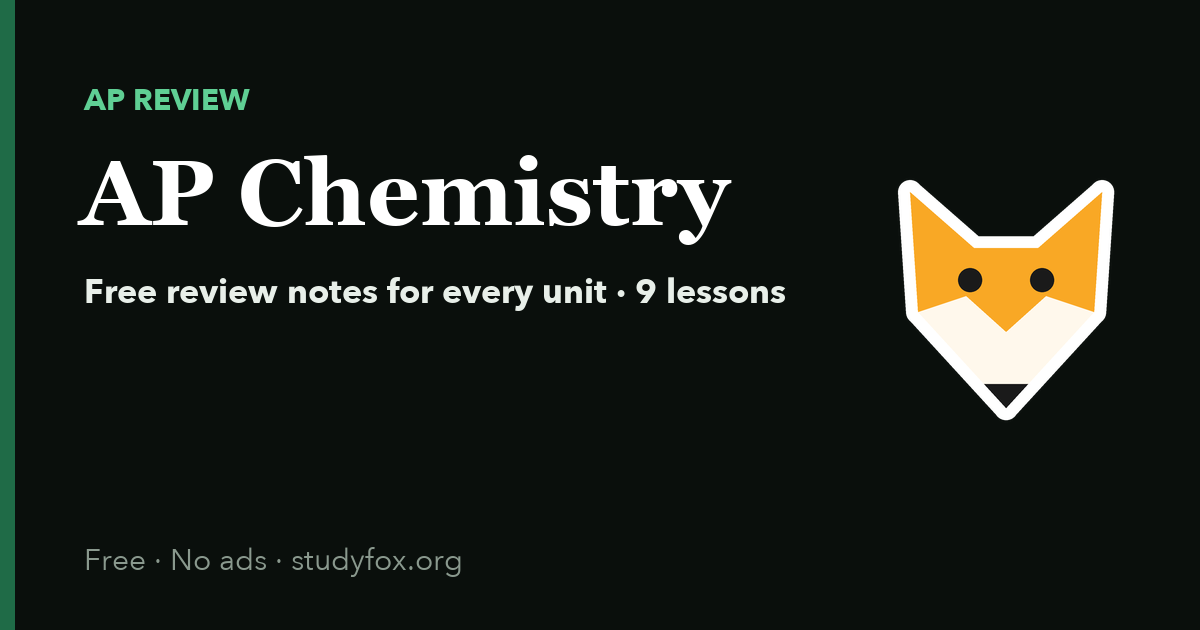 AP REVIEW
AP Chemistry
Free review notes for every unit · 9 lessons
Free · No ads · studyfox.org